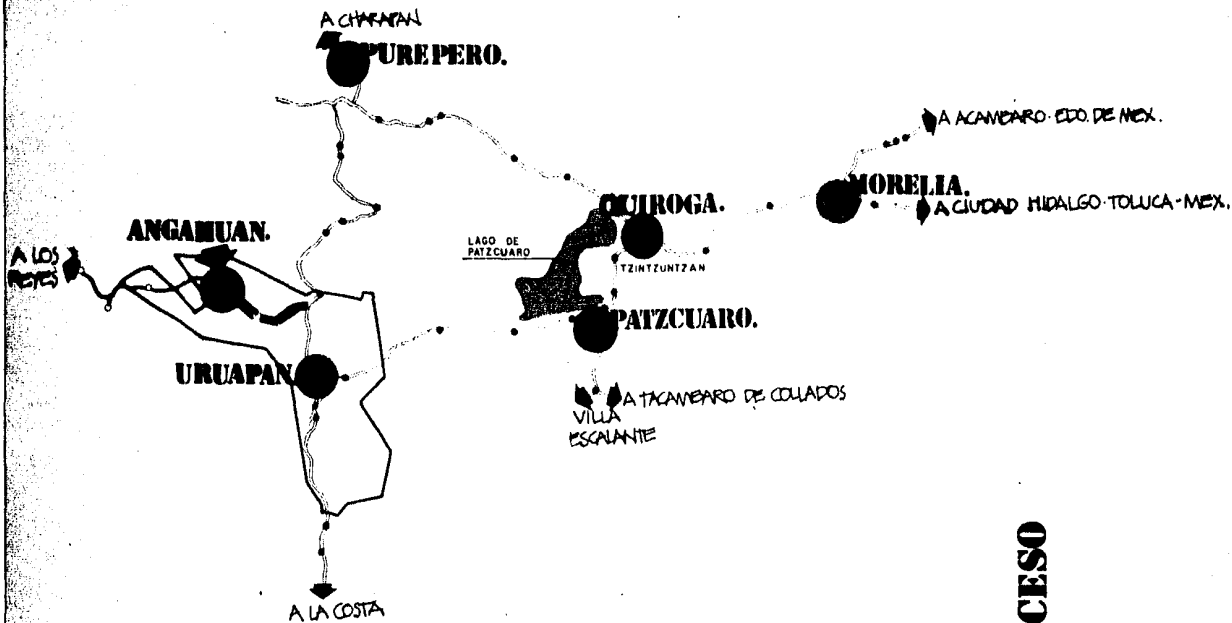 A CHARAPAN
PUREPERO.
A ACAMBARO-EDO. DE MEX.
MORELIA.
A CIUDAD HIDALGO-TOLUCA-MEX.
QUIROGA.
ANGAHUAN.
LAGO DE
PATZCUARO
A LOS
REYES
TZINTZUNTZAN
PATZCUARO.
URUAPAN
A TACAMBARO DE COLLADOS
VILLA
ESCALANTE
A LA COSTA
CESO